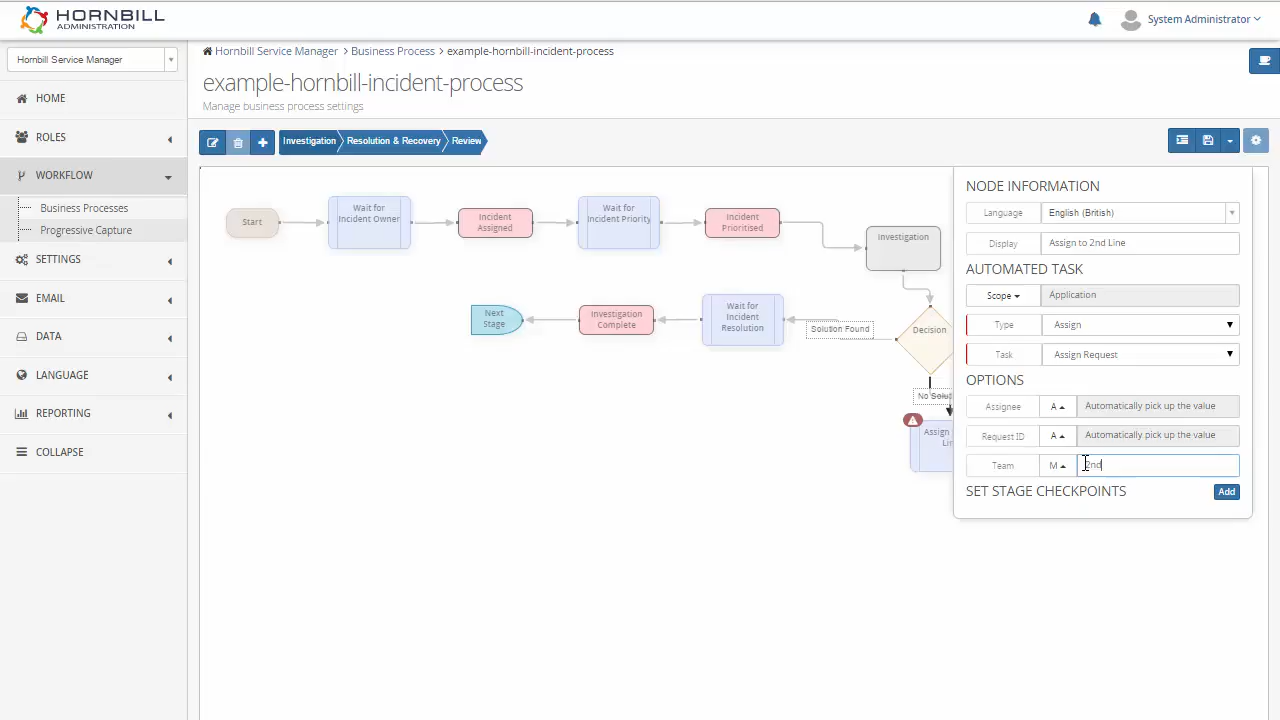 HORNBILL
ADMINISTRATION
System Administrator
Hornbill Service Manager
HOME
ROLES
WORKFLOW
Business Processes
Progressive Capture
SETTINGS
EMAIL
DATA
LANGUAGE
REPORTING
COLLAPSE
Hornbill Service Manager > Business Process > example-hornbill-incident-process
example-hornbill-incident-process
Manage business process settings
Investigation
Resolution & Recovery
Review
Start
Wait for
Incident Owner
Incident
Assigned
Wait for
Incident Priority
Incident
Prioritised
Investigation
Next
Stage
Investigation
Complete
Wait for
Incident
Resolution
Solution Found
Decision
No Solu
Assign
Lin
NODE INFORMATION
Language English (British)
Display Assign to 2nd Line
AUTOMATED TASK
Scope Application
Type Assign
Task Assign Request
OPTIONS
Assignee A Automatically pick up the value
Request ID A Automatically pick up the value
Team M 2nd
SET STAGE CHECKPOINTS Add